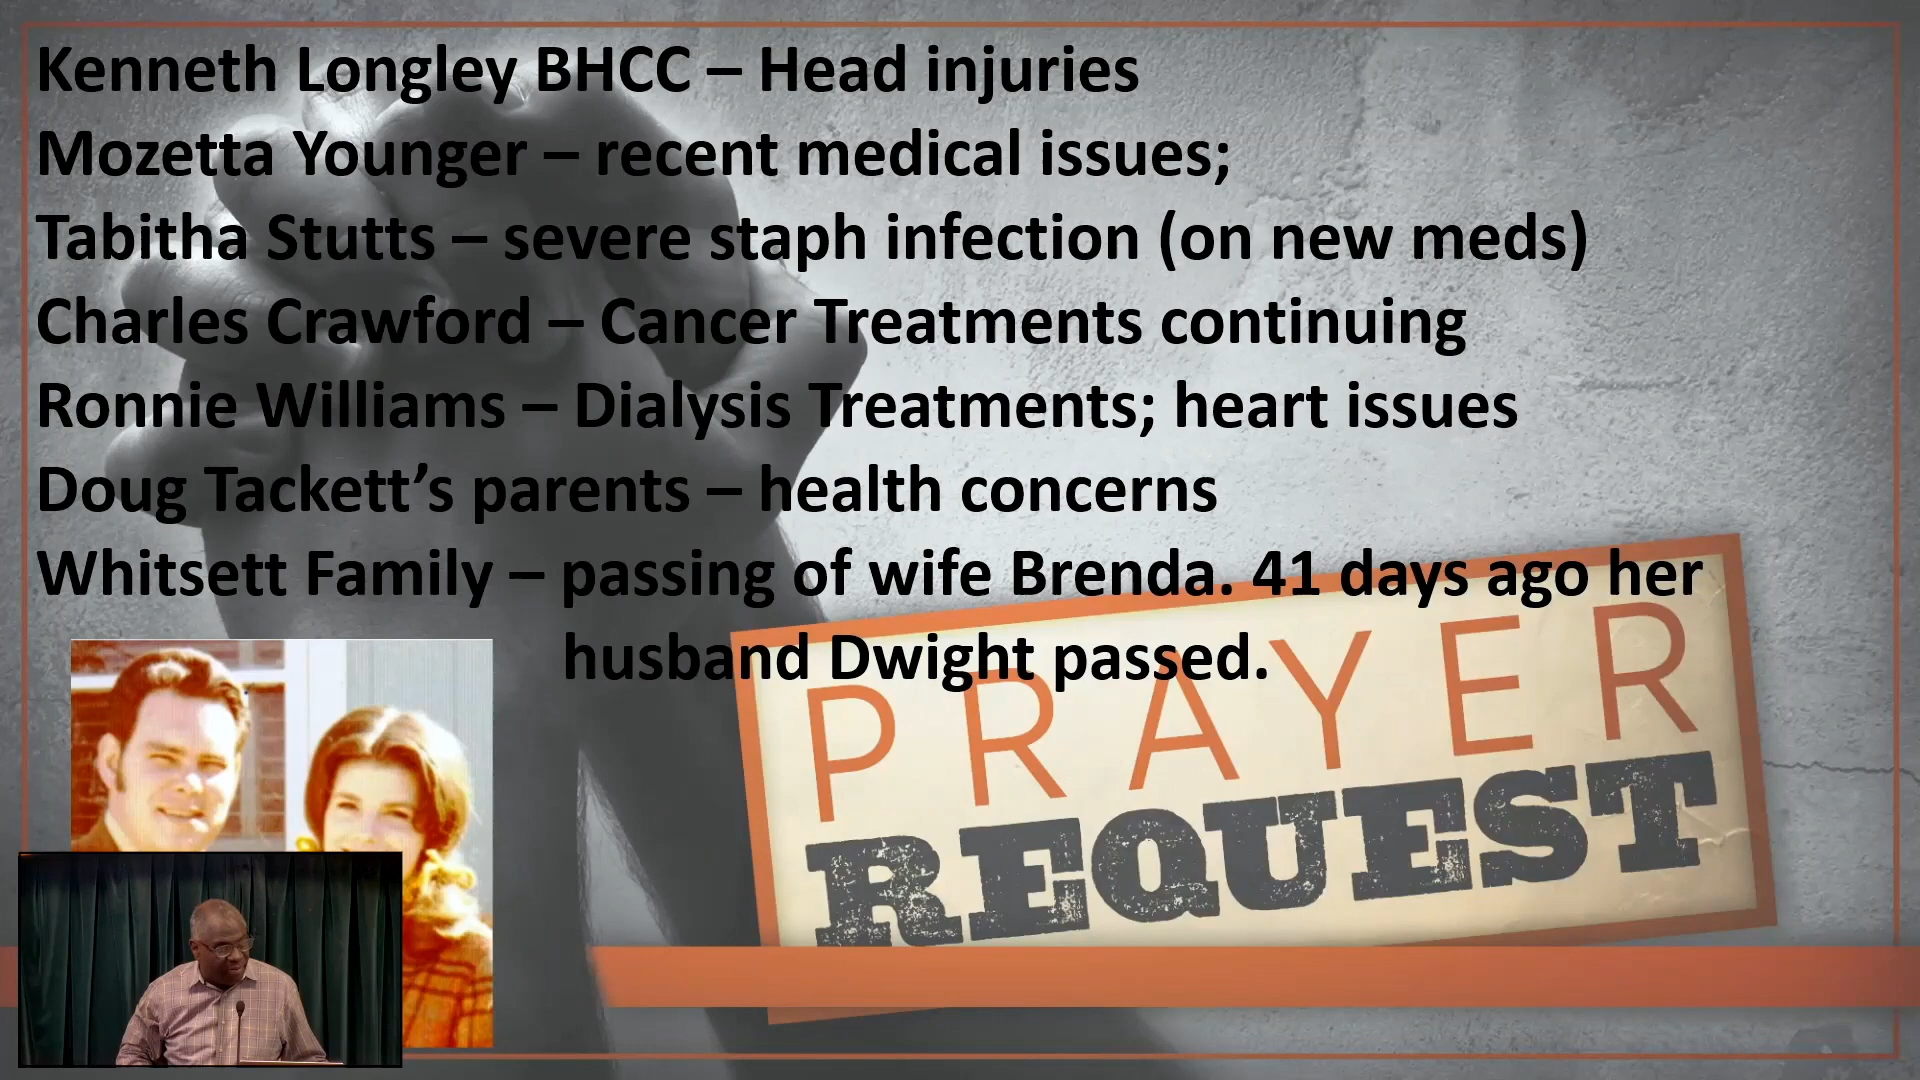 Kenneth Longley BHCC – Head injuries
Mozetta Younger – recent medical issues;
Tabitha Stutts – severe staph infection (on new meds)
Charles Crawford – Cancer Treatments continuing
Ronnie Williams – Dialysis Treatments; heart issues
Doug Tackett’s parents – health concerns
Whitsett Family – passing of wife Brenda. 41 days ago her
husband Dwight passed.
PRAYER
REQUEST